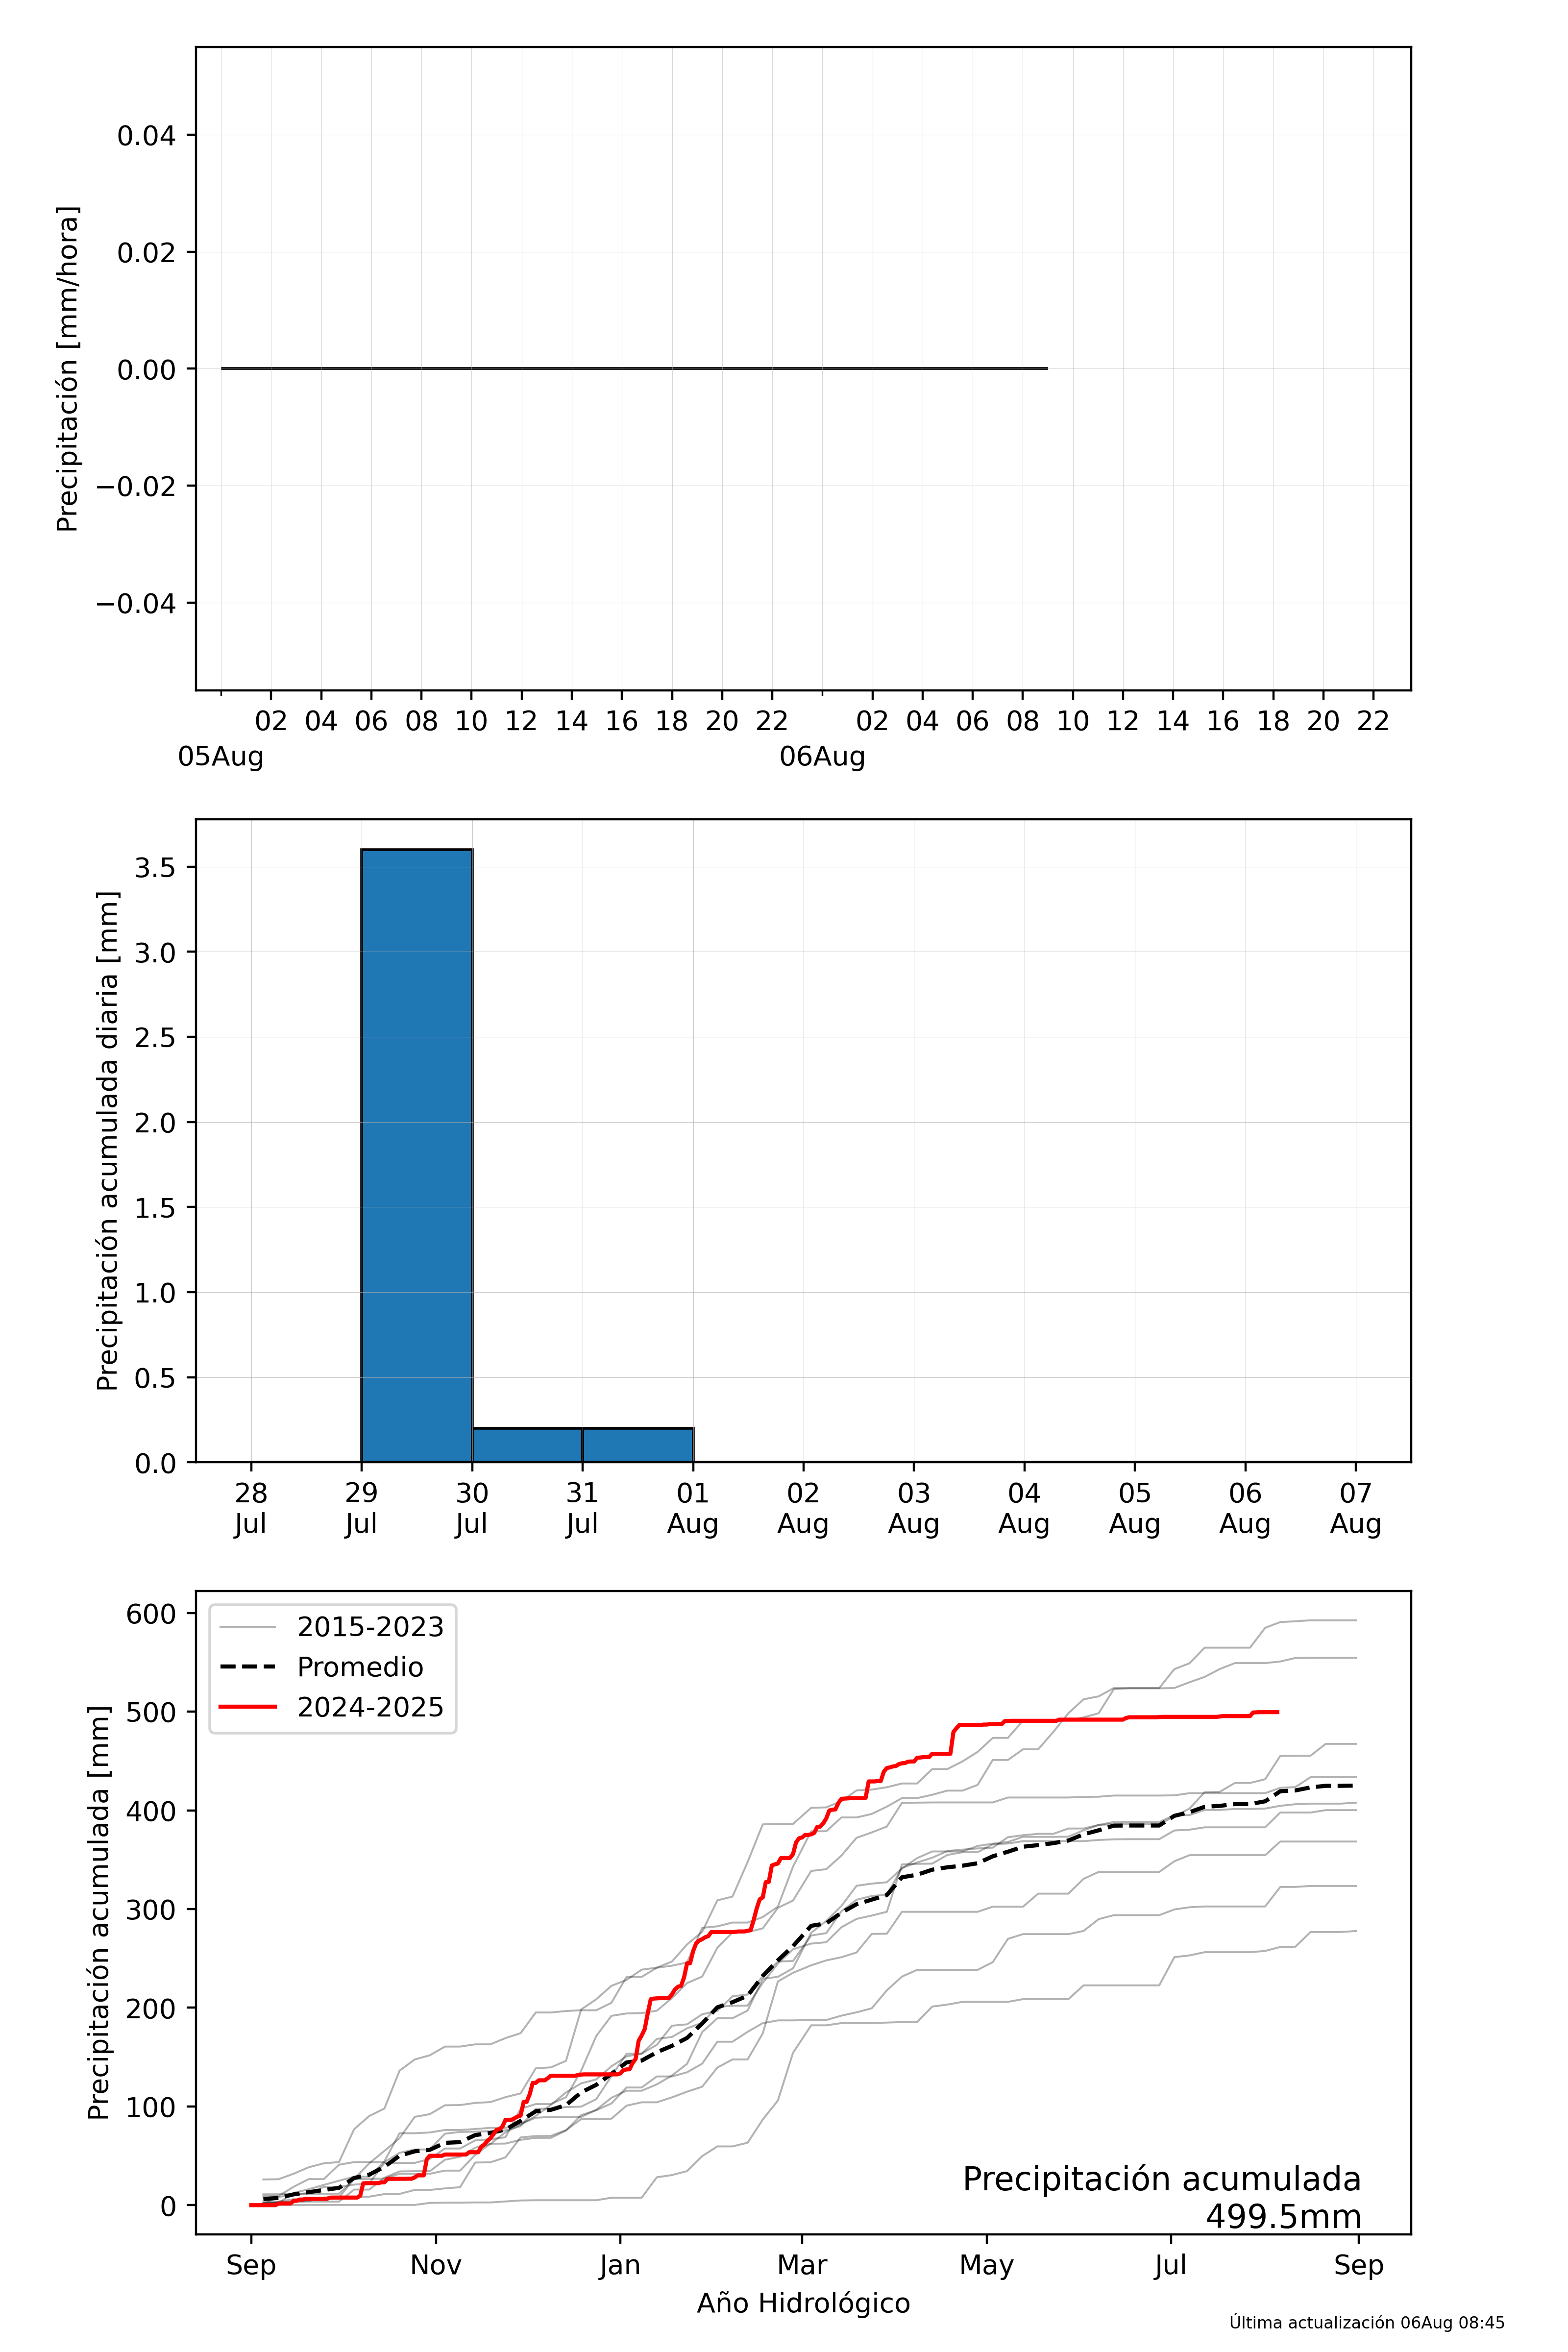 0.04
0.02
0.00
−0.02
−0.04
Precipitación [mm/hora]
02 04 06 08 10 12 14 16 18 20 22 02 04 06 08 10 12 14 16 18 20 22
05Aug 06Aug
3.5
3.0
2.5
2.0
1.5
1.0
0.5
0.0
Precipitación acumulada diaria [mm]
28 29 30 31 01 02 03 04 05 06 07
Jul Jul Jul Jul Aug Aug Aug Aug Aug Aug Aug
600
500
400
300
200
100
0
Precipitación acumulada [mm]
2015-2023
Promedio
2024-2025
Precipitación acumulada
499.5mm
Sep Nov Jan Mar May Jul Sep
Año Hidrológico
Última actualización 06Aug 08:45